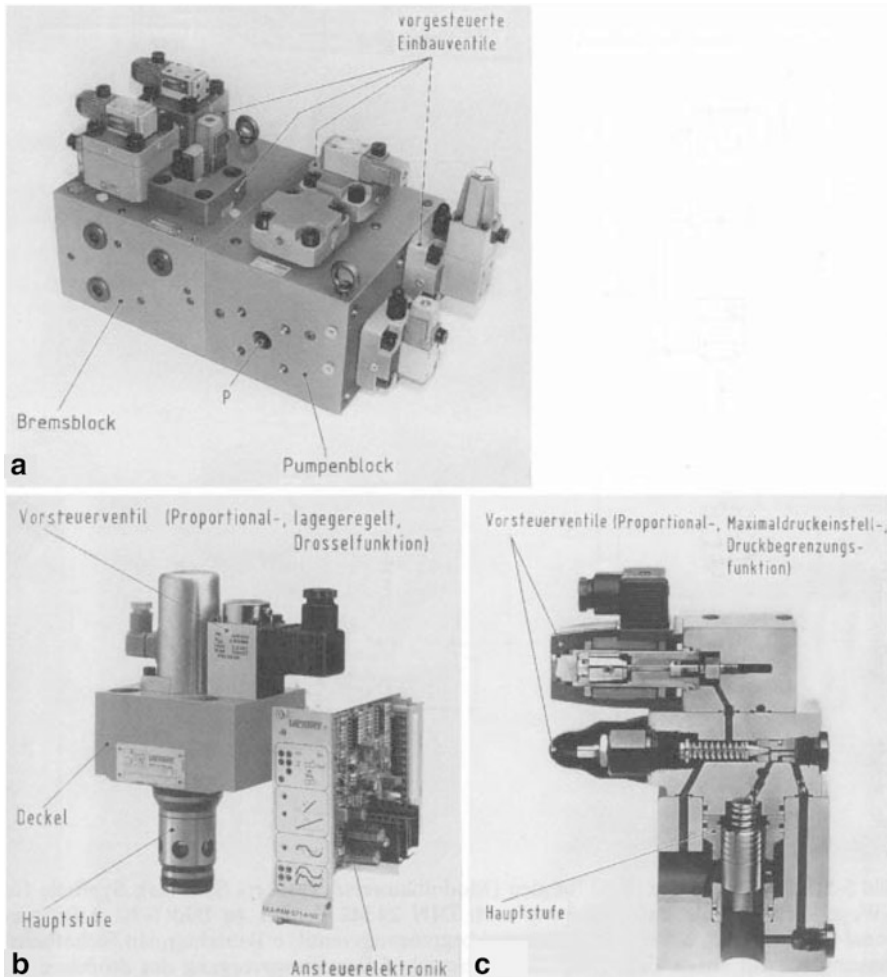 vorgesteuerte
Einbauventile
P
Bremsblock
Pumpenblock
a
Vorsteuerventil (Proportional-, lagegeregelt,
Drosselfunktion)
Deckel
Hauptstufe
Ansteuerelektronik
b
Vorsteuerventile (Proportional-, Maximaldruckeinstell-,
Druckbegrenzungs-
funktion)
Hauptstufe
c